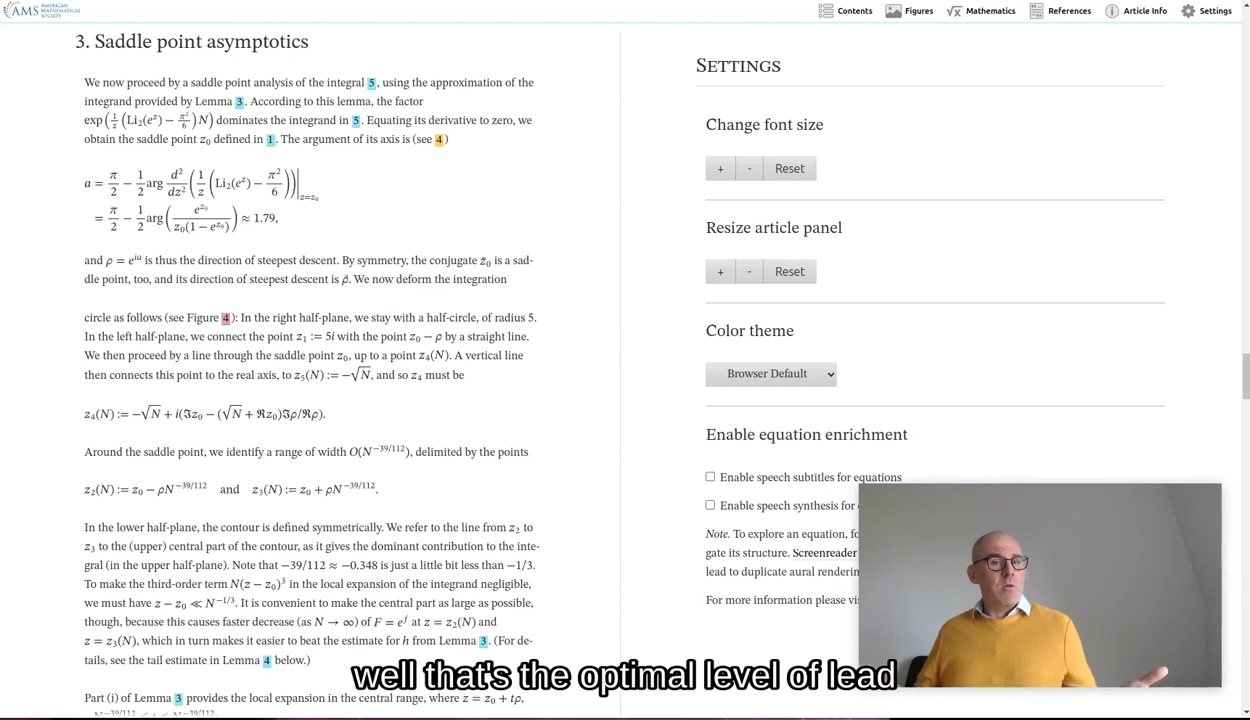 AMS AMERICAN MATHEMATICAL SOCIETY
Contents Figures √x Mathematics References Article Info Settings
3. Saddle point asymptotics
We now proceed by a saddle point analysis of the integral 5, using the approximation of the
integrand provided by Lemma 3. According to this lemma, the factor
exp(1/z (Li₂(e^z) − π²/6) N) dominates the integrand in 5. Equating its derivative to zero, we
obtain the saddle point z₀ defined in 1. The argument of its axis is (see 4)
a = π/2 − 1/2 arg d²/dz² (1/z (Li₂(e^z) − π²/6))|_{z=z₀}
= π/2 − 1/2 arg(e^{z₀}/(z₀(1 − e^{z₀}))) ≈ 1.79,
and ρ = e^{ia} is thus the direction of steepest descent. By symmetry, the conjugate z̄₀ is a sad-
dle point, too, and its direction of steepest descent is ρ̄. We now deform the integration
circle as follows (see Figure 4): In the right half-plane, we stay with a half-circle, of radius 5.
In the left half-plane, we connect the point z₁ := 5i with the point z₀ − ρ by a straight line.
We then proceed by a line through the saddle point z₀, up to a point z₄(N). A vertical line
then connects this point to the real axis, to z₅(N) := −√N, and so z₄ must be
z₄(N) := −√N + i(ℑz₀ − (√N + ℜz₀)ℑρ/ℜρ).
Around the saddle point, we identify a range of width O(N^{−39/112}), delimited by the points
z₂(N) := z₀ − ρN^{−39/112} and z₃(N) := z₀ + ρN^{−39/112}.
In the lower half-plane, the contour is defined symmetrically. We refer to the line from z₂ to
z₃ to the (upper) central part of the contour, as it gives the dominant contribution to the inte-
gral (in the upper half-plane). Note that −39/112 ≈ −0.348 is just a little bit less than −1/3.
To make the third-order term N(z − z₀)³ in the local expansion of the integrand negligible,
we must have z − z₀ ≪ N^{−1/3}. It is convenient to make the central part as large as possible,
though, because this causes faster decrease (as N → ∞) of F = e^f at z = z₂(N) and
z = z₃(N), which in turn makes it easier to beat the estimate for h from Lemma 3. (For de-
tails, see the tail estimate in Lemma 4 below.)
Part (i) of Lemma 3 provides the local expansion in the central range, where z = z₀ + tρ,
SETTINGS
Change font size
+ - Reset
Resize article panel
+ - Reset
Color theme
Browser Default
Enable equation enrichment
Enable speech subtitles for equations
Enable speech synthesis for
Note. To explore an equation, fo
gate its structure. Screenreader
lead to duplicate aural renderin
For more information please vis
well that's the optimal level of lead